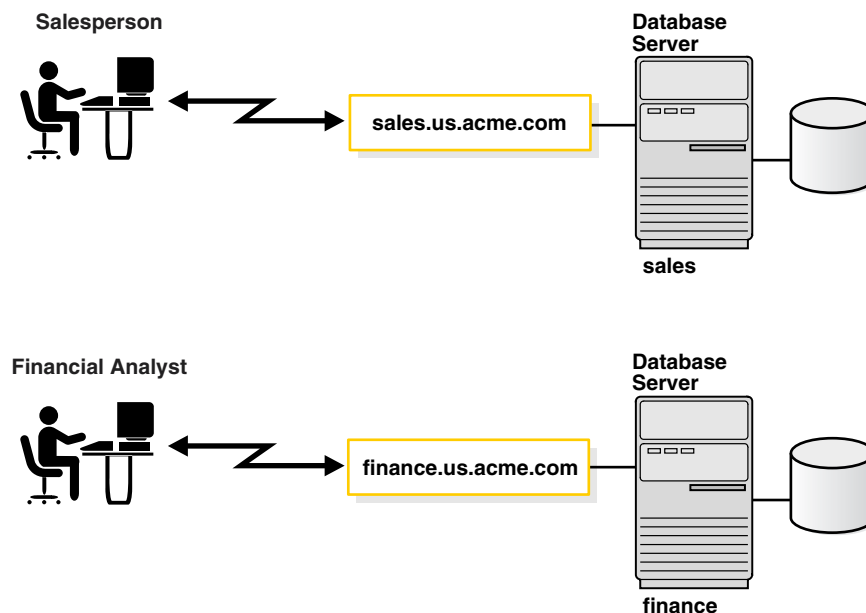 Salesperson
Database
Server
sales.us.acme.com
sales
Financial Analyst
Database
Server
finance.us.acme.com
finance